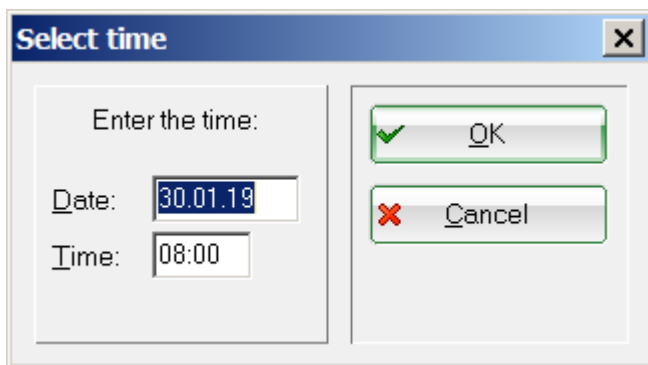 Select time
Enter the time:
OK
Date: 30.01.19
Cancel
Time: 08:00